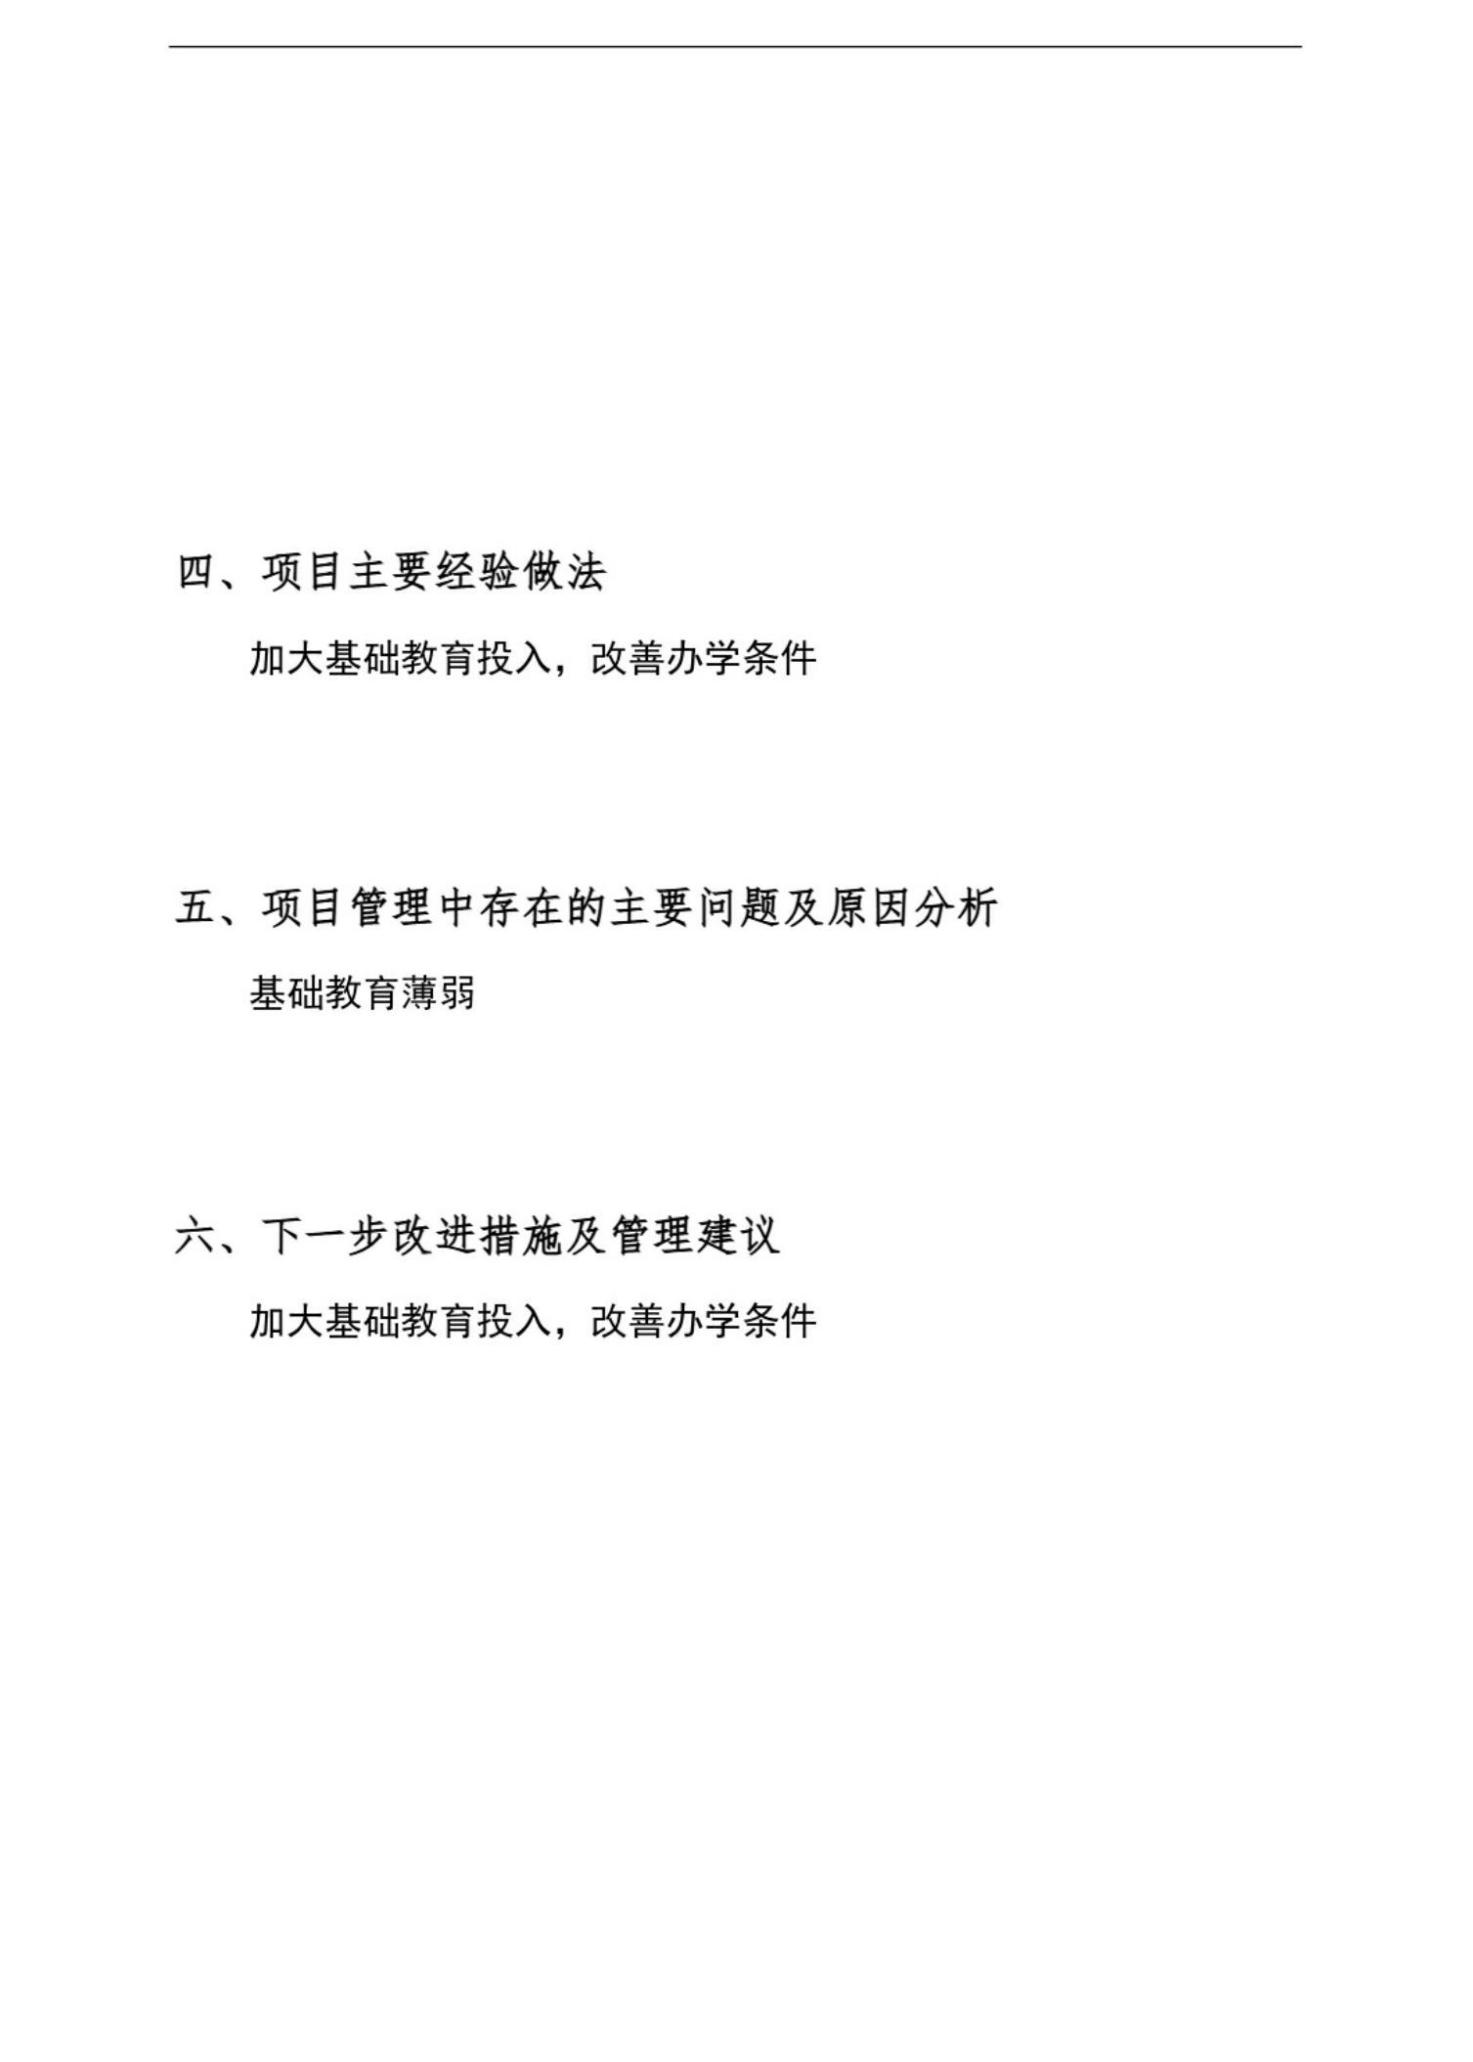 四、项目主要经验做法
加大基础教育投入，改善办学条件
五、项目管理中存在的主要问题及原因分析
基础教育薄弱
六、下一步改进措施及管理建议
加大基础教育投入，改善办学条件